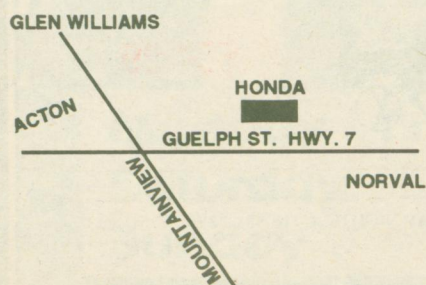 GLEN WILLIAMS
HONDA
ACTON
GUELPH ST. HWY. 7
NORVAL
MOUNTAINVIEW